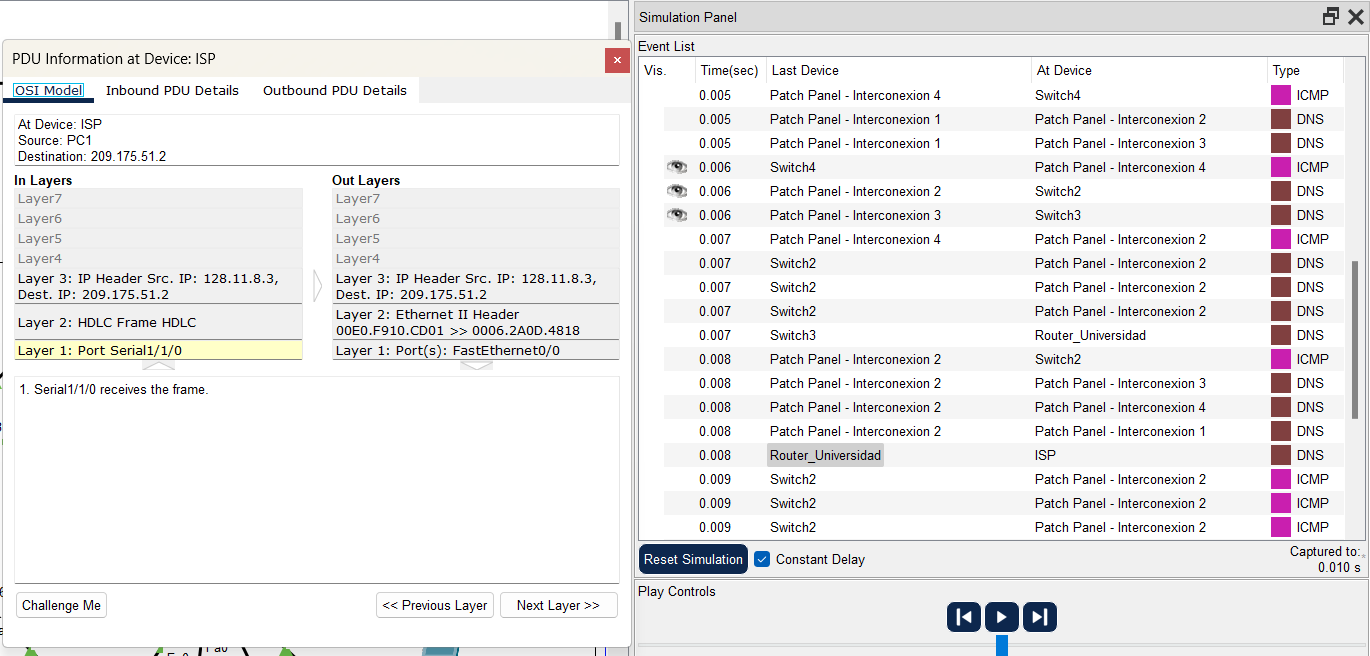 PDU Information at Device: ISP
×
OSI Model Inbound PDU Details Outbound PDU Details
At Device: ISP
Source: PC1
Destination: 209.175.51.2
In Layers
Layer7
Layer6
Layer5
Layer4
Layer 3: IP Header Src. IP: 128.11.8.3,
Dest. IP: 209.175.51.2
Layer 2: HDLC Frame HDLC
Layer 1: Port Serial1/1/0
Out Layers
Layer7
Layer6
Layer5
Layer4
Layer 3: IP Header Src. IP: 128.11.8.3,
Dest. IP: 209.175.51.2
Layer 2: Ethernet II Header
00E0.F910.CD01 >> 0006.2A0D.4818
Layer 1: Port(s): FastEthernet0/0
1. Serial1/1/0 receives the frame.
Challenge Me << Previous Layer Next Layer >>
Simulation Panel
Event List
Vis. Time(sec) Last Device At Device Type
0.005 Patch Panel - Interconexion 4 Switch4 ICMP
0.005 Patch Panel - Interconexion 1 Patch Panel - Interconexion 2 DNS
0.005 Patch Panel - Interconexion 1 Patch Panel - Interconexion 3 DNS
0.006 Switch4 Patch Panel - Interconexion 4 ICMP
0.006 Patch Panel - Interconexion 2 Switch2 DNS
0.006 Patch Panel - Interconexion 3 Switch3 DNS
0.007 Patch Panel - Interconexion 4 Patch Panel - Interconexion 2 ICMP
0.007 Switch2 Patch Panel - Interconexion 2 DNS
0.007 Switch2 Patch Panel - Interconexion 2 DNS
0.007 Switch2 Patch Panel - Interconexion 2 DNS
0.007 Switch3 Router_Universidad DNS
0.008 Patch Panel - Interconexion 2 Switch2 ICMP
0.008 Patch Panel - Interconexion 2 Patch Panel - Interconexion 3 DNS
0.008 Patch Panel - Interconexion 2 Patch Panel - Interconexion 4 DNS
0.008 Patch Panel - Interconexion 2 Patch Panel - Interconexion 1 DNS
0.008 Router_Universidad ISP DNS
0.009 Switch2 Patch Panel - Interconexion 2 ICMP
0.009 Switch2 Patch Panel - Interconexion 2 ICMP
0.009 Switch2 Patch Panel - Interconexion 2 ICMP
Reset Simulation Constant Delay
Captured to:
0.010 s
Play Controls